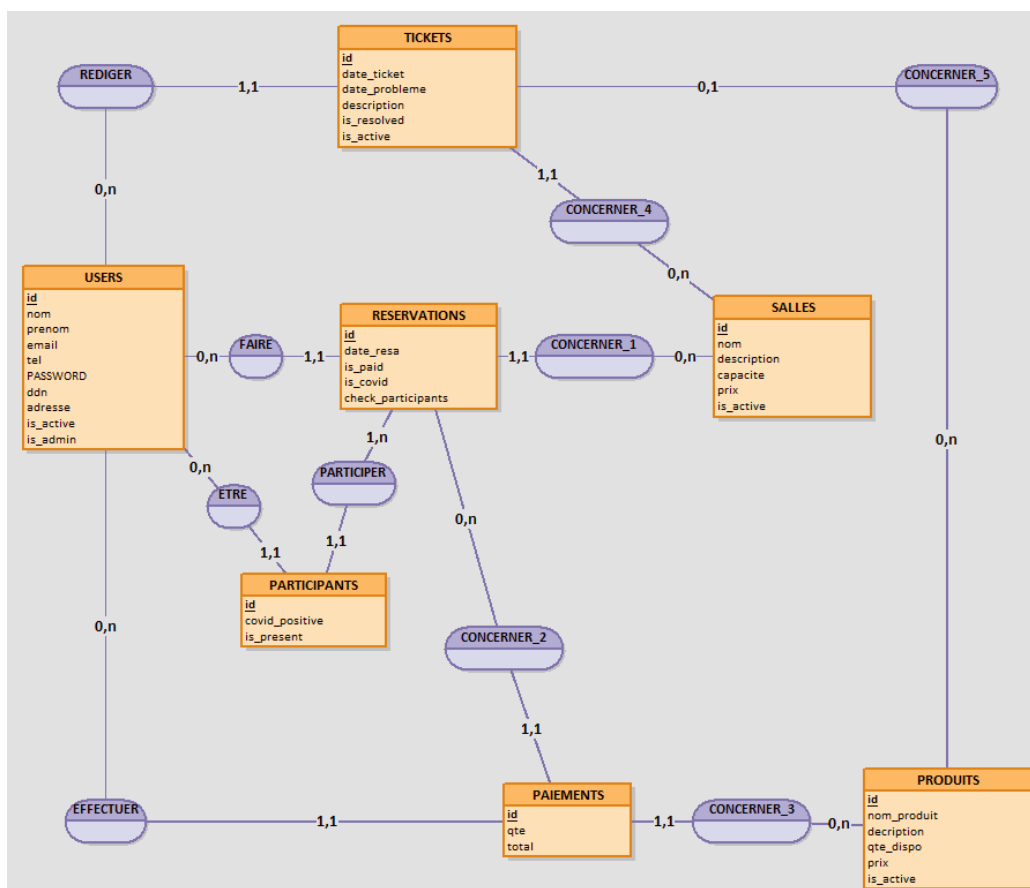 TICKETS
id
date_ticket
date_probleme
description
is_resolved
is_active
REDIGER
1,1
0,1
CONCERNER_5
1,1
CONCERNER_4
0,n
0,n
USERS
id
nom
prenom
email
tel
PASSWORD
ddn
adresse
is_active
is_admin
0,n
FAIRE
1,1
RESERVATIONS
id
date_resa
is_paid
is_covid
check_participants
1,1
CONCERNER_1
0,n
SALLES
id
nom
description
capacite
prix
is_active
0,n
1,n
PARTICIPER
0,n
ETRE
1,1
1,1
PARTICIPANTS
id
covid_positive
is_present
0,n
0,n
CONCERNER_2
1,1
EFFECTUER
1,1
PAIEMENTS
id
qte
total
1,1
CONCERNER_3
0,n
PRODUITS
id
nom_produit
decription
qte_dispo
prix
is_active